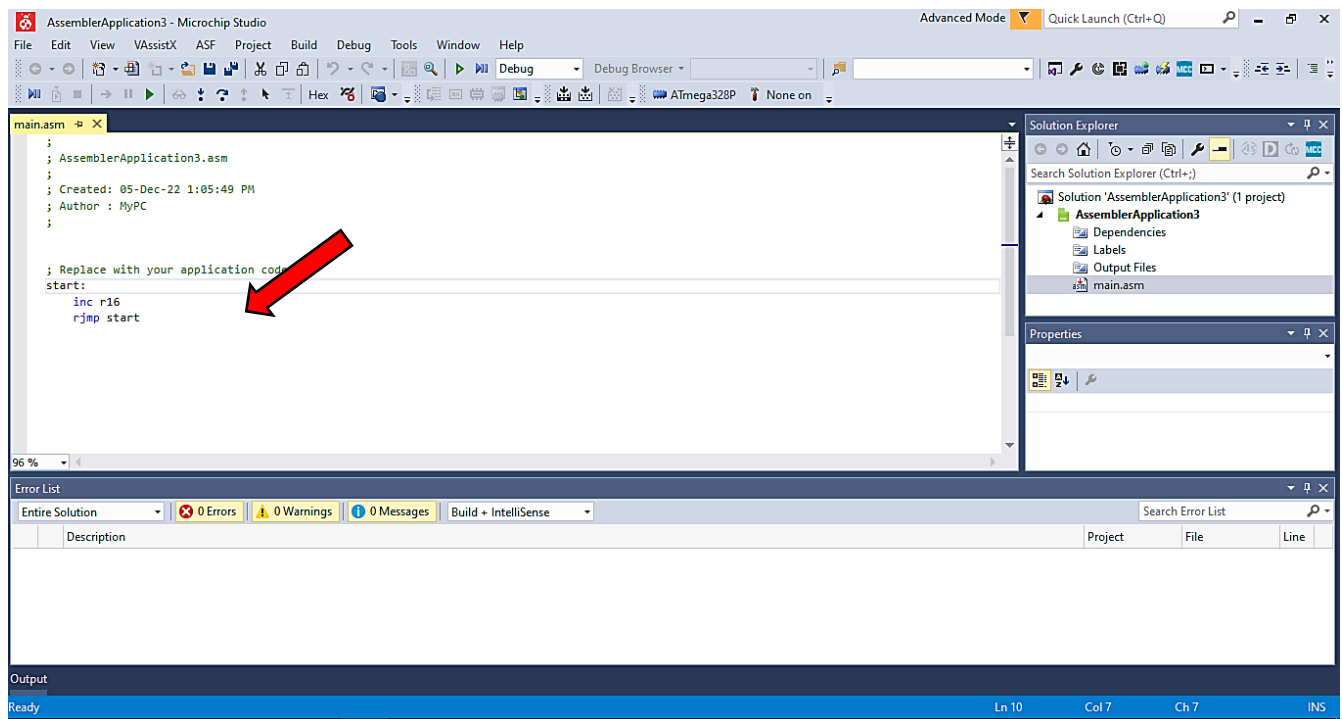 AssemblerApplication3 - Microchip Studio
Advanced Mode
Quick Launch (Ctrl+Q)
File Edit View VAssistX ASF Project Build Debug Tools Window Help
Debug
Debug Browser
Hex
ATmega328P
None on
main.asm
;
; AssemblerApplication3.asm
;
; Created: 05-Dec-22 1:05:49 PM
; Author : MyPC
;
; Replace with your application code
start:
inc r16
rjmp start
96 %
Solution Explorer
MCC
Search Solution Explorer (Ctrl+;)
Solution 'AssemblerApplication3' (1 project)
AssemblerApplication3
Dependencies
Labels
Output Files
asm main.asm
Properties
Error List
Entire Solution
0 Errors
0 Warnings
0 Messages
Build + IntelliSense
Search Error List
Description Project File Line
Output
Ready Ln 10 Col 7 Ch 7 INS